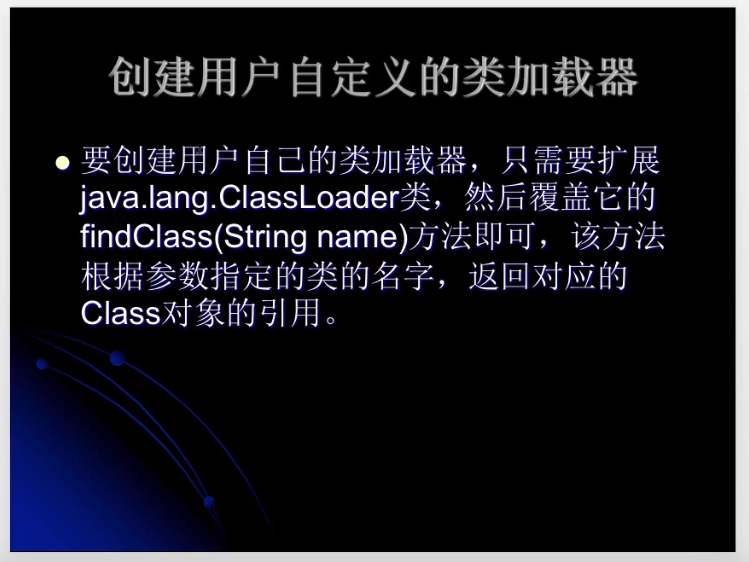 创建用户自定义的类加载器
要创建用户自己的类加载器，只需要扩展
java.lang.ClassLoader类，然后覆盖它的
findClass(String name)方法即可，该方法
根据参数指定的类的名字，返回对应的
Class对象的引用。